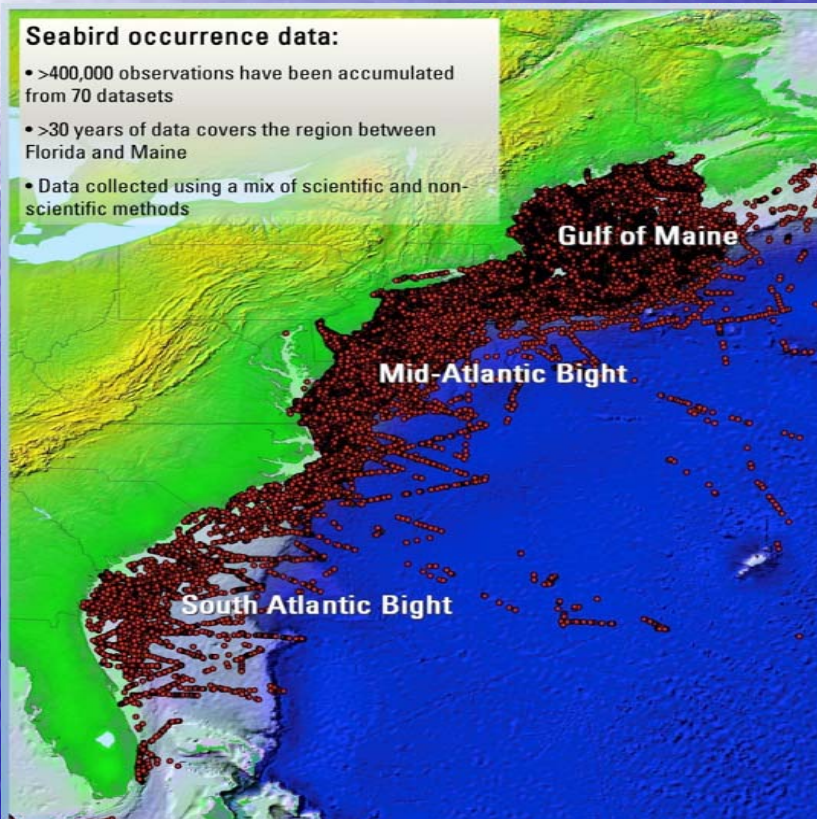 Seabird occurrence data:
• >400,000 observations have been accumulated
from 70 datasets
• >30 years of data covers the region between
Florida and Maine
• Data collected using a mix of scientific and non-
scientific methods
Gulf of Maine
Mid-Atlantic Bight
South Atlantic Bight